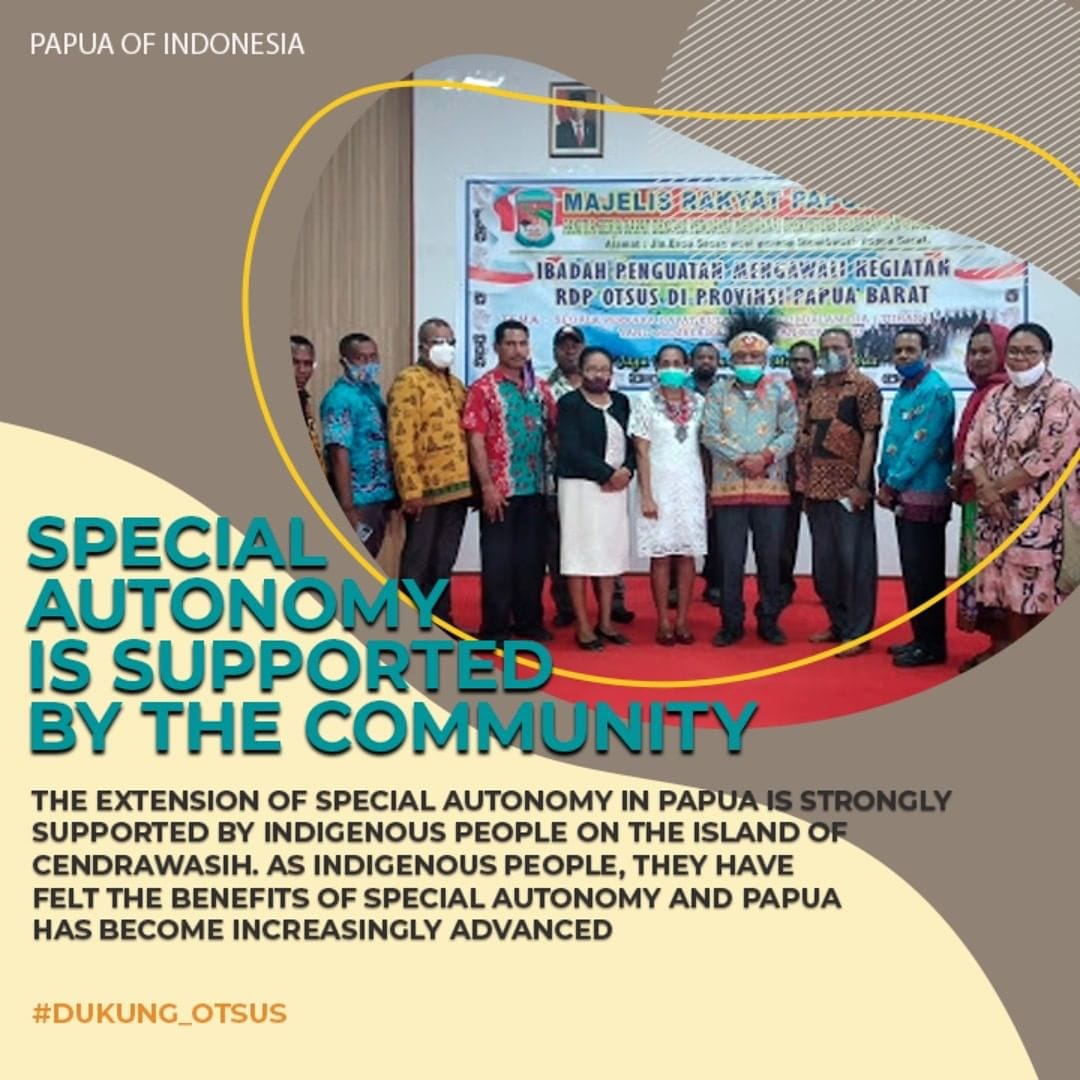 PAPUA OF INDONESIA
MAJELIS RAKYAT
IBADAH PENGUATAN MENGAWALI KEGIATAN
RDP OTSUS DI PROVINSI PAPUA BARAT
SPECIAL
AUTONOMY
IS SUPPORTED
BY THE COMMUNITY
THE EXTENSION OF SPECIAL AUTONOMY IN PAPUA IS STRONGLY
SUPPORTED BY INDIGENOUS PEOPLE ON THE ISLAND OF
CENDRAWASIH. AS INDIGENOUS PEOPLE, THEY HAVE
FELT THE BENEFITS OF SPECIAL AUTONOMY AND PAPUA
HAS BECOME INCREASINGLY ADVANCED
#DUKUNG_OTSUS